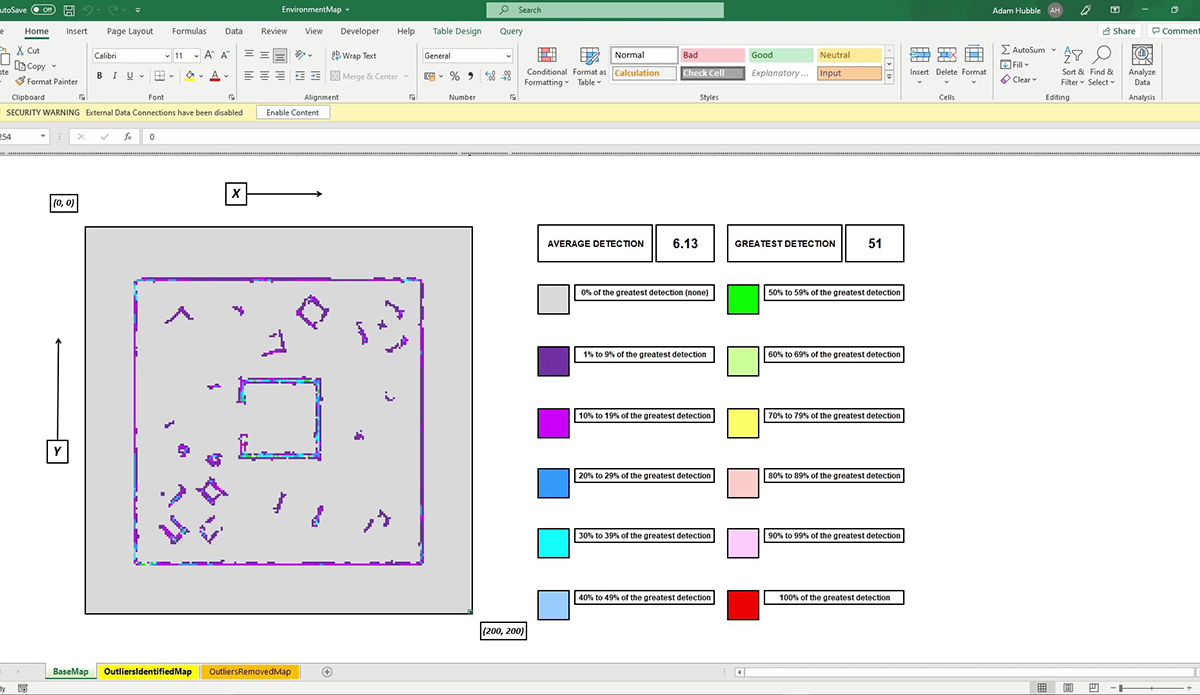 utoSave Off EnvironmentMap Search Adam Hubble AH
e Home Insert Page Layout Formulas Data Review View Developer Help Table Design Query Share Comment
ste Cut Copy Format Painter
Calibri 11 A A B I U A
Wrap Text Merge & Center
General % ,
Conditional Formatting Format as Table
Normal Bad Good Neutral
Calculation Check Cell Explanatory ... Input
Insert Delete Format
AutoSum Fill Clear
Sort & Filter Find & Select
Analyze Data
Clipboard Font Alignment Number Styles Cells Editing Analysis
SECURITY WARNING External Data Connections have been disabled Enable Content
254 fx 0
X
(0, 0)
Y
(200, 200)
AVERAGE DETECTION 6.13 GREATEST DETECTION 51
0% of the greatest detection (none) 50% to 59% of the greatest detection
1% to 9% of the greatest detection 60% to 69% of the greatest detection
10% to 19% of the greatest detection 70% to 79% of the greatest detection
20% to 29% of the greatest detection 80% to 89% of the greatest detection
30% to 39% of the greatest detection 90% to 99% of the greatest detection
40% to 49% of the greatest detection 100% of the greatest detection
BaseMap OutliersIdentifiedMap OutliersRemovedMap
dy